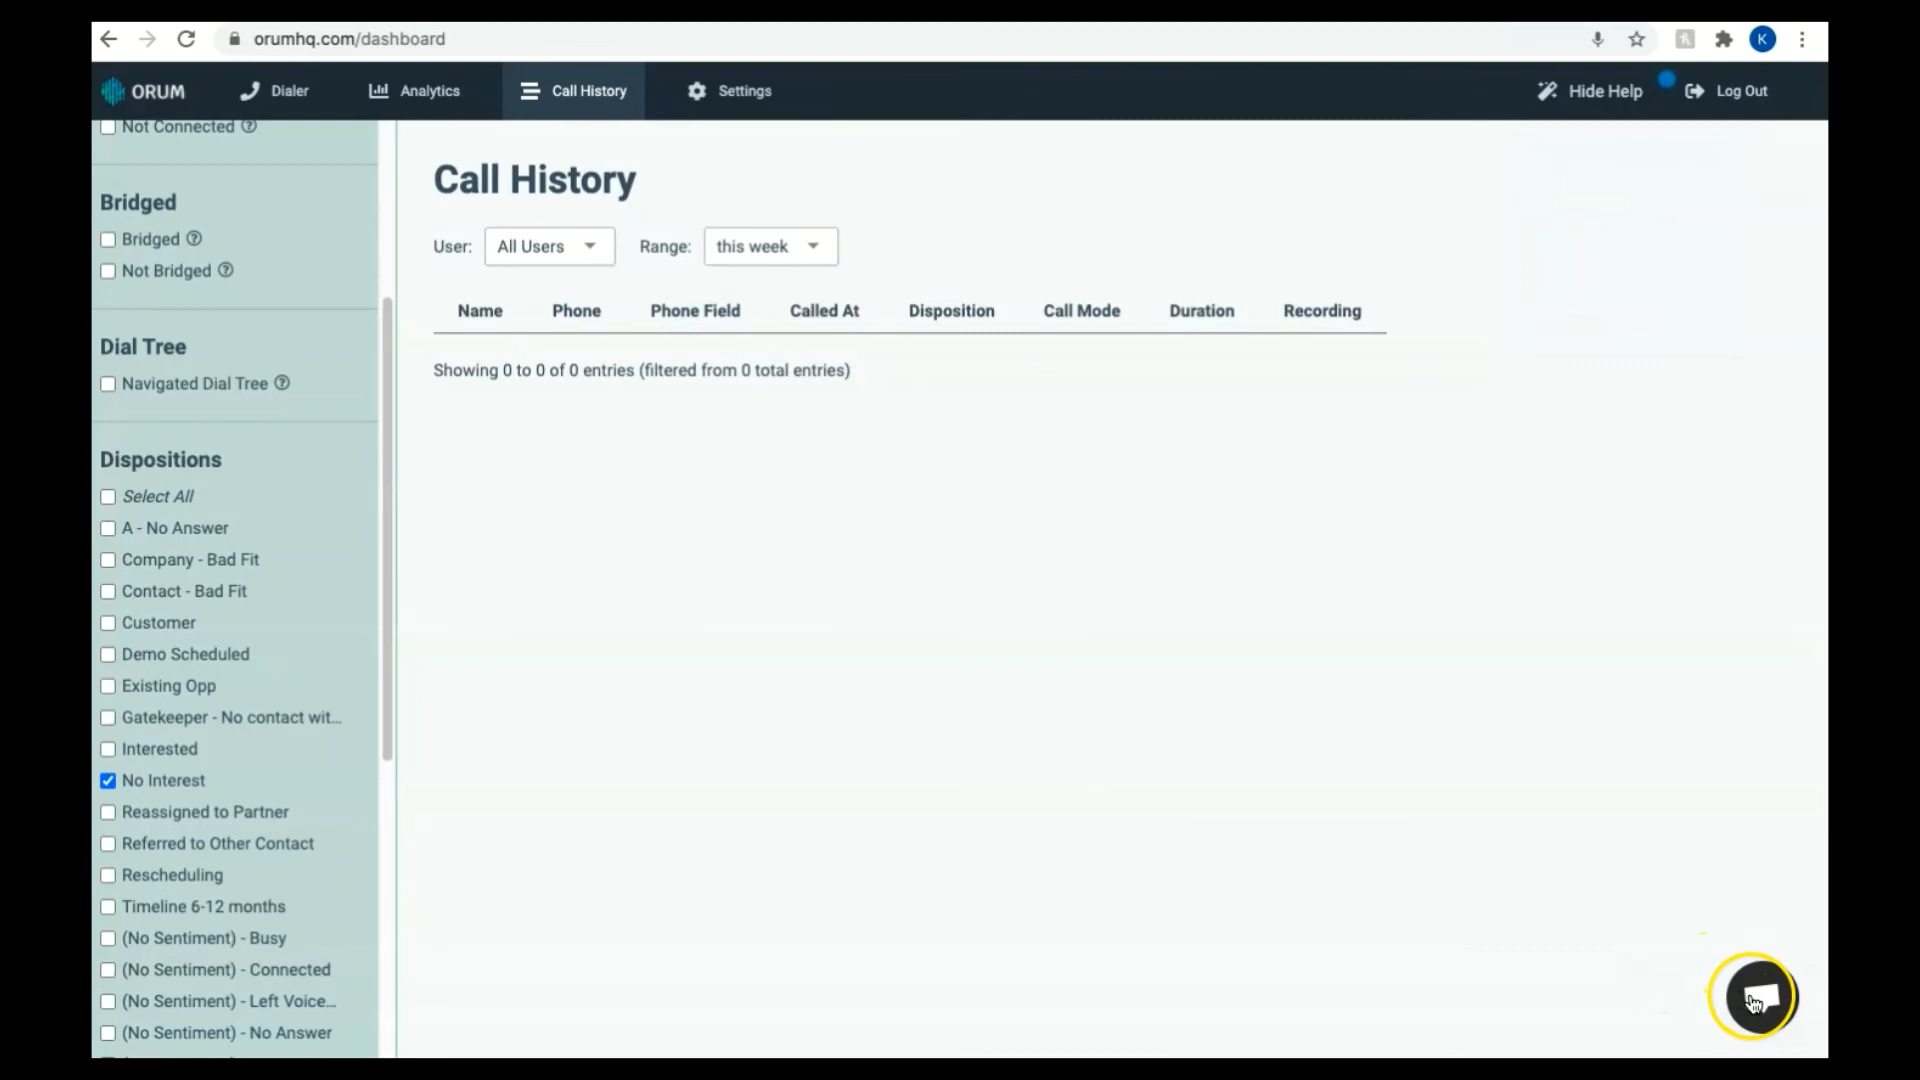 orumhq.com/dashboard
K
ORUM
Dialer
Analytics
Call History
Settings
Hide Help
Log Out
Not Connected
Bridged
Bridged
Not Bridged
Dial Tree
Navigated Dial Tree
Dispositions
Select All
A - No Answer
Company - Bad Fit
Contact - Bad Fit
Customer
Demo Scheduled
Existing Opp
Gatekeeper - No contact wit...
Interested
No Interest
Reassigned to Partner
Referred to Other Contact
Rescheduling
Timeline 6-12 months
(No Sentiment) - Busy
(No Sentiment) - Connected
(No Sentiment) - Left Voice...
(No Sentiment) - No Answer
Call History
User: All Users Range: this week
Name Phone Phone Field Called At Disposition Call Mode Duration Recording
Showing 0 to 0 of 0 entries (filtered from 0 total entries)